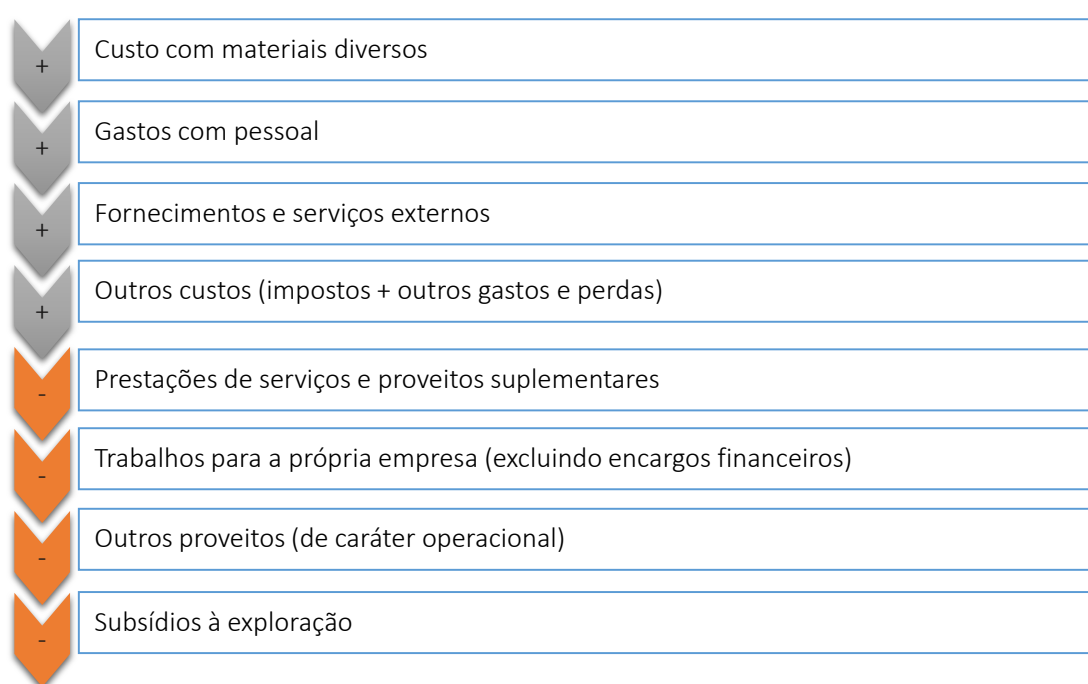 + Custo com materiais diversos
+ Gastos com pessoal
+ Fornecimentos e serviços externos
+ Outros custos (impostos + outros gastos e perdas)
- Prestações de serviços e proveitos suplementares
- Trabalhos para a própria empresa (excluindo encargos financeiros)
- Outros proveitos (de caráter operacional)
- Subsídios à exploração